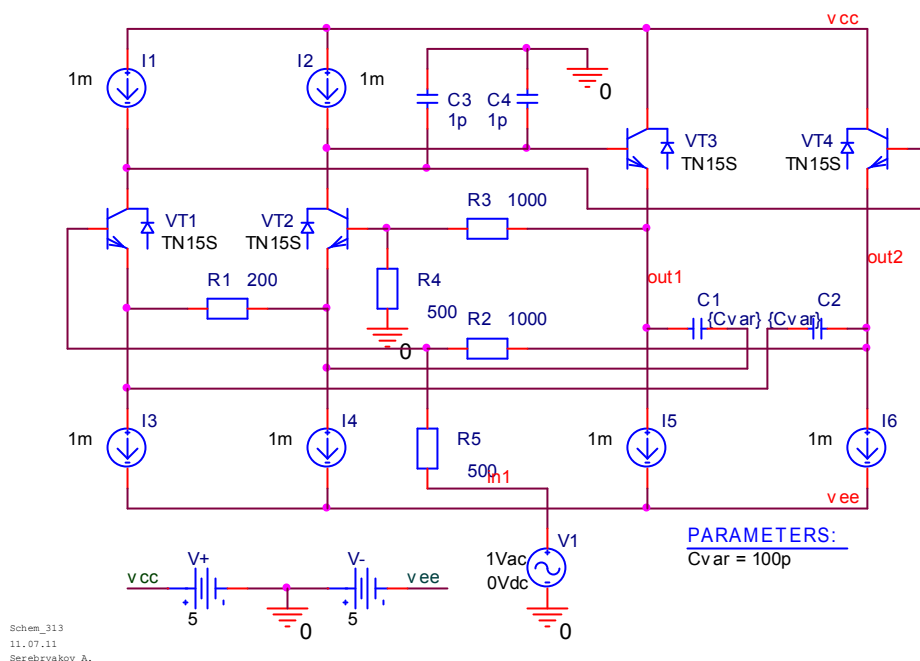 vcc
I1
1m
I2
1m
0
C3
1p
C4
1p
VT3
TN15S
VT4
TN15S
VT1
TN15S
VT2
TN15S
R3 1000
R4
500
0
R1 200
out1
out2
C1
{Cvar}
C2
{Cvar}
R2 1000
I3
1m
I4
1m
R5
500
in1
I5
1m
I6
1m
vee
V1
1Vac
0Vdc
0
PARAMETERS:
Cvar = 100p
vcc
V+
+
-
5
0
V-
+
-
5
vee
Schem_313
11.07.11
Serebryakov A.